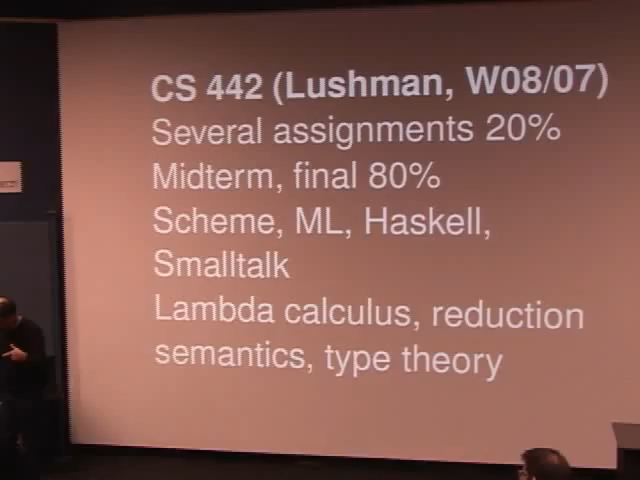 CS 442 (Lushman, W08/07)
Several assignments 20%
Midterm, final 80%
Scheme, ML, Haskell,
Smalltalk
Lambda calculus, reduction
semantics, type theory